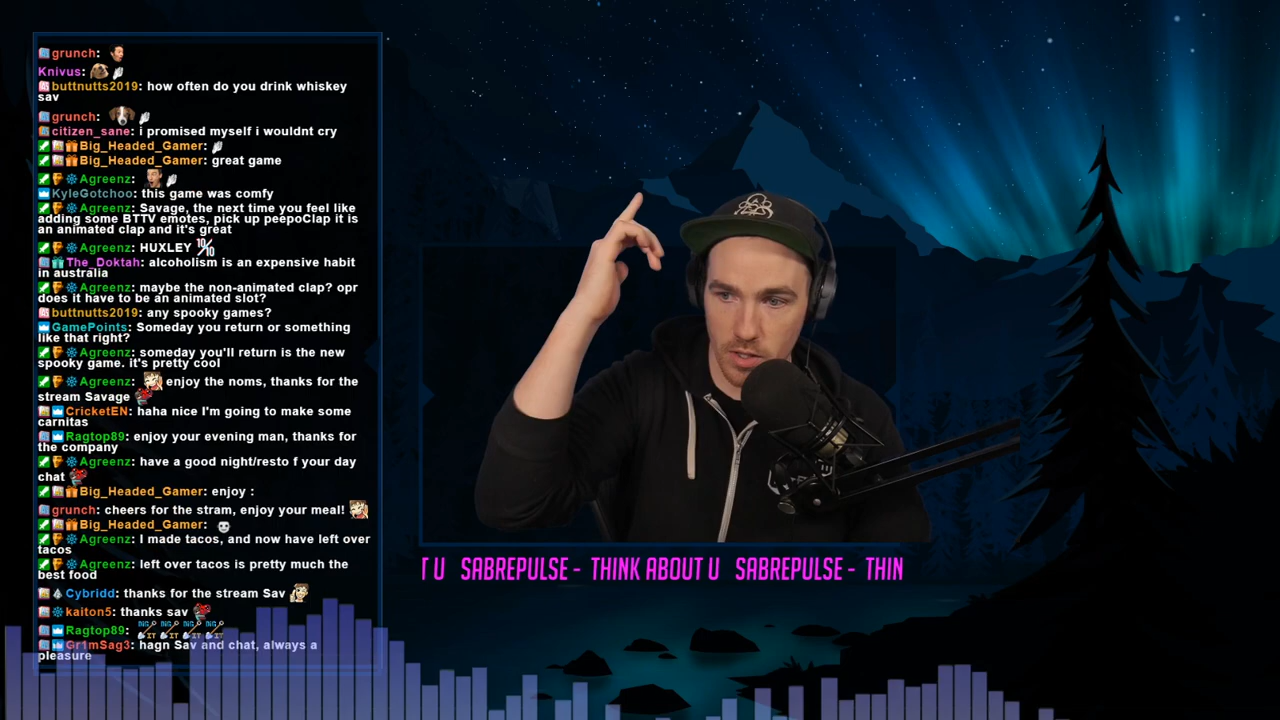 grunch:
Knivus:
buttnutts2019: how often do you drink whiskey
sav
grunch:
citizen_sane: i promised myself i wouldnt cry
Big_Headed_Gamer:
Big_Headed_Gamer: great game
Agreenz:
KyleGotchoo: this game was comfy
Agreenz: Savage, the next time you feel like
adding some BTTV emotes, pick up peepoClap it is
an animated clap and it's great
Agreenz: HUXLEY 10/10
The_Doktah: alcoholism is an expensive habit
in australia
Agreenz: maybe the non-animated clap? opr
does it have to be an animated slot?
buttnutts2019: any spooky games?
GamePoints: Someday you return or something
like that right?
Agreenz: someday you'll return is the new
spooky game. it's pretty cool
Agreenz: enjoy the noms, thanks for the
stream Savage
CricketEN: haha nice I'm going to make some
carnitas
Ragtop89: enjoy your evening man, thanks for
the company
Agreenz: have a good night/resto f your day
chat
Big_Headed_Gamer: enjoy :
grunch: cheers for the stram, enjoy your meal!
Big_Headed_Gamer:
Agreenz: I made tacos, and now have left over
tacos
Agreenz: left over tacos is pretty much the
best food
Cybridd: thanks for the stream Sav
kaiton5: thanks sav
Ragtop89:
Gr1mSag3: hagn Sav and chat, always a
pleasure
T U SABREPULSE - THINK ABOUT U SABREPULSE - THIN